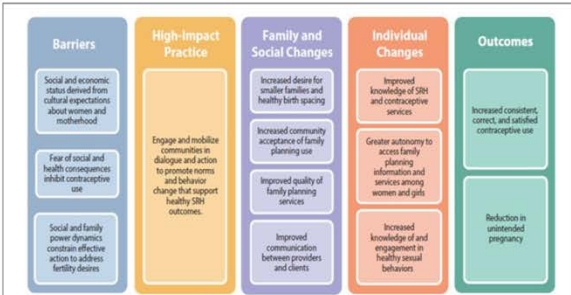 Barriers
Social and economic
status derived from
cultural expectations
about women and
motherhood
Fear of social and
health consequences
inhibit contraceptive
use
Social and family
power dynamics
constrain effective
action to address
fertility desires
High-Impact
Practice
Engage and mobilize
communities in
dialogue and action
to promote norms
and behavior
change that support
healthy SRH
outcomes.
Family and
Social Changes
Increased desire for
smaller families and
healthy birth spacing
Increased community
acceptance of family
planning use
Improved quality of
family planning
services
Improved
communication
between providers
and clients
Individual
Changes
Improved
knowledge of SRH
and contraceptive
services
Greater autonomy to
access family
planning
information and
services among
women and girls
Increased
knowledge of and
engagement in
healthy sexual
behaviors
Outcomes
Increased consistent,
correct, and satisfied
contraceptive use
Reduction in
unintended
pregnancy